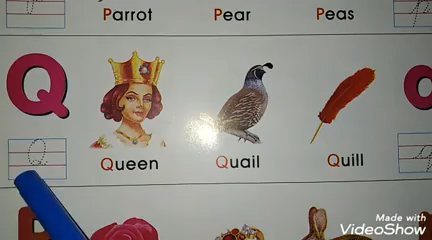 Parrot Pear Peas
Q
Queen Quail Quill
Made with
VideoShow